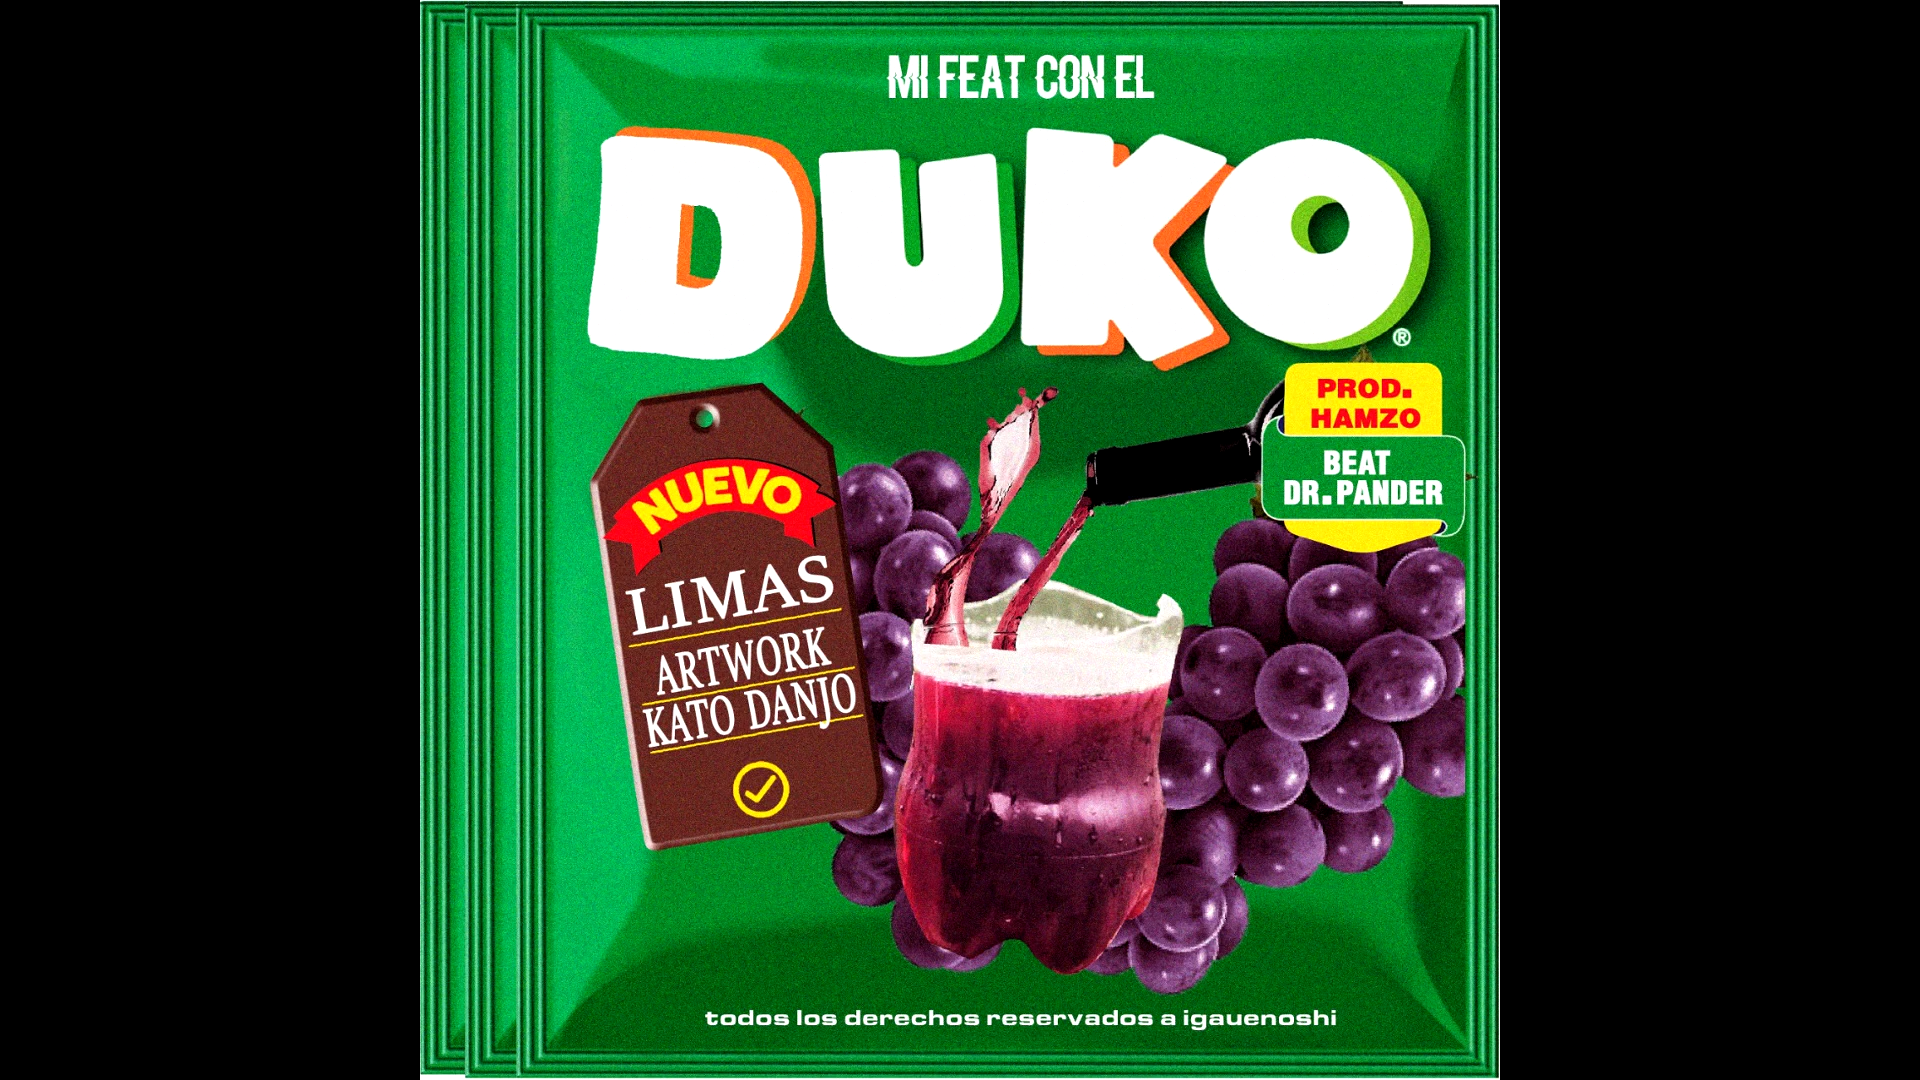 MI FEAT CON EL
DUKO
®
PROD.
HAMZO
BEAT
DR.PANDER
NUEVO
LIMAS
ARTWORK
KATO DANJO
todos los derechos reservados a igauenoshi